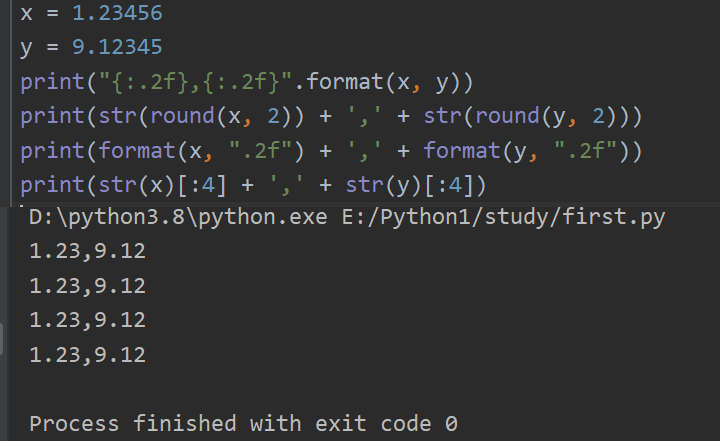 x = 1.23456
y = 9.12345
print("{:.2f},{:.2f}".format(x, y))
print(str(round(x, 2)) + ',' + str(round(y, 2)))
print(format(x, ".2f") + ',' + format(y, ".2f"))
print(str(x)[:4] + ',' + str(y)[:4])
D:\python3.8\python.exe E:/Python1/study/first.py
1.23,9.12
1.23,9.12
1.23,9.12
1.23,9.12
Process finished with exit code 0